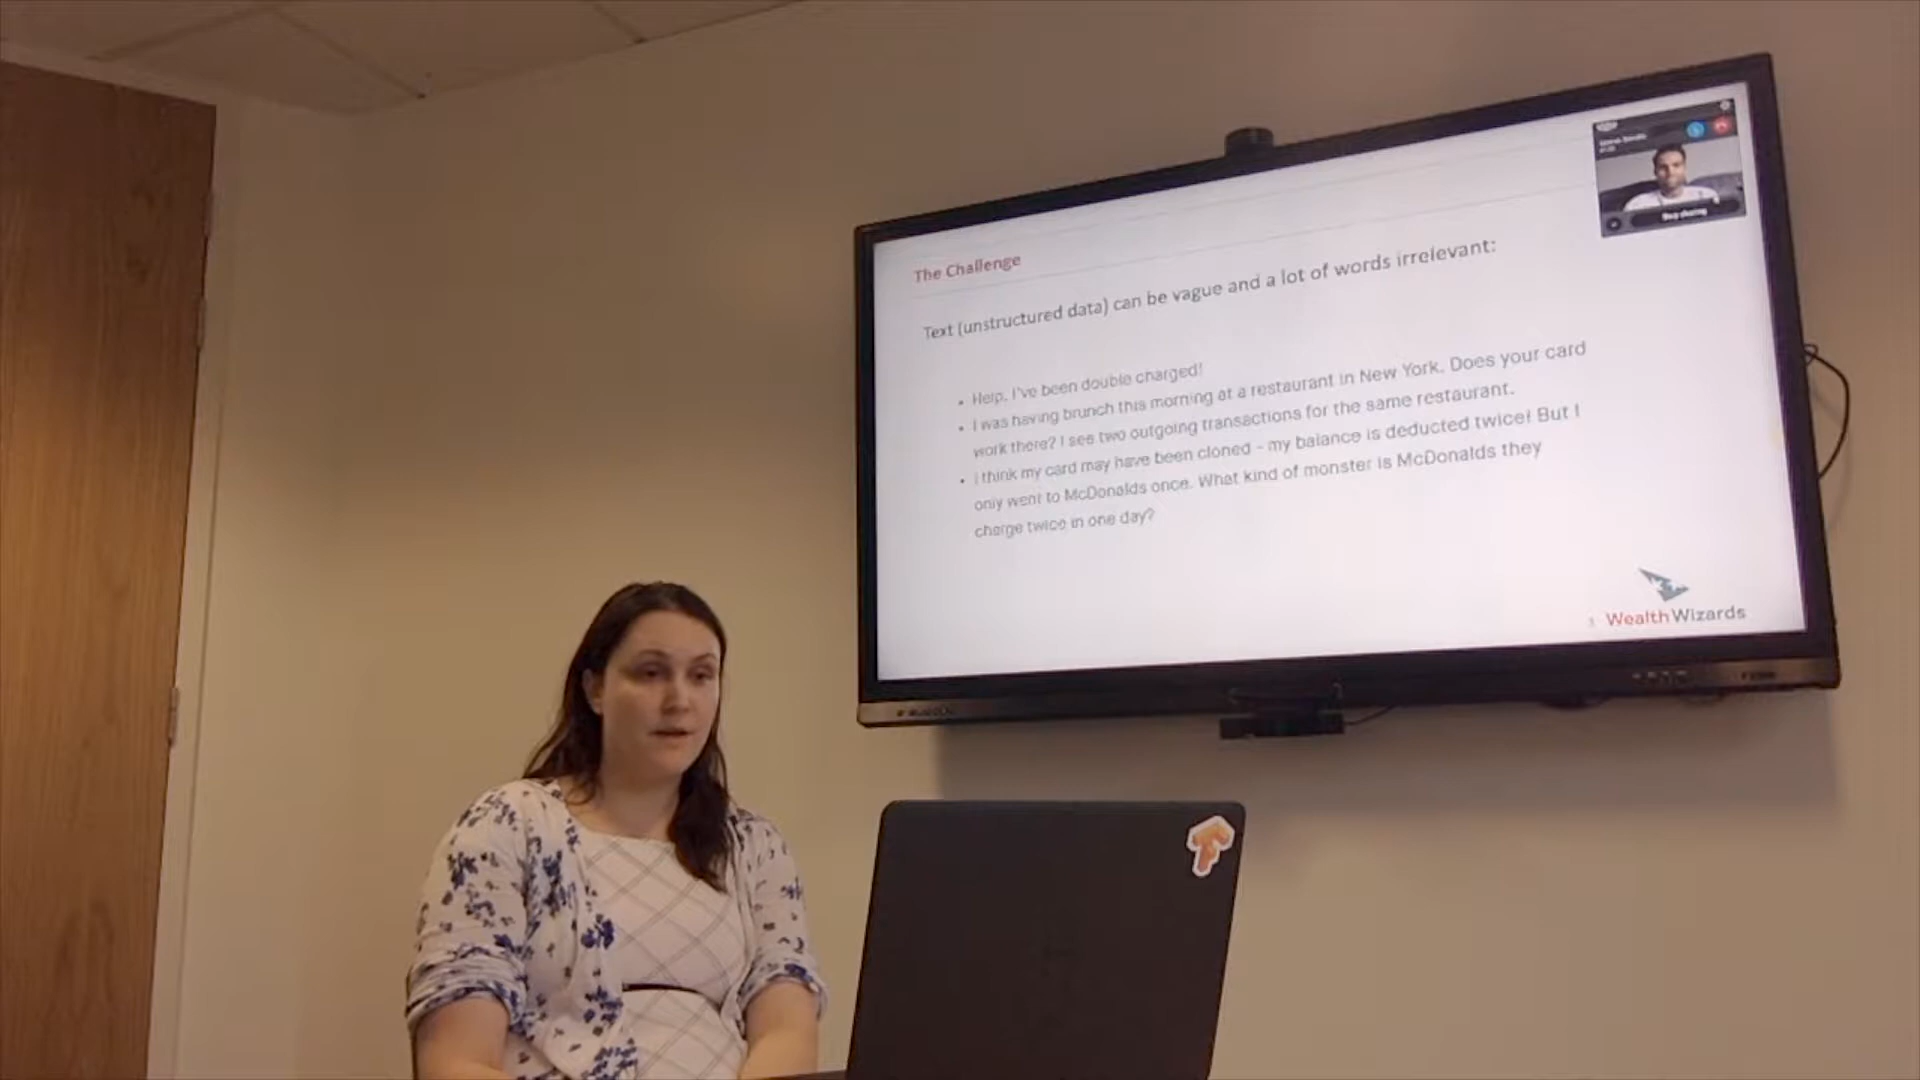 The Challenge
Text (unstructured data) can be vague and a lot of words irrelevant:
• Help, I've been double charged!
• I was having brunch this morning at a restaurant in New York. Does your card
work there? I see two outgoing transactions for the same restaurant.
• I think my card may have been cloned - my balance is deducted twice! But I
only went to McDonalds once. What kind of monster is McDonalds they
charge twice in one day?
Stop sharing
WealthWizards